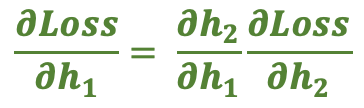 ∂Loss/∂h₁ = ∂h₂/∂h₁ ∂Loss/∂h₂